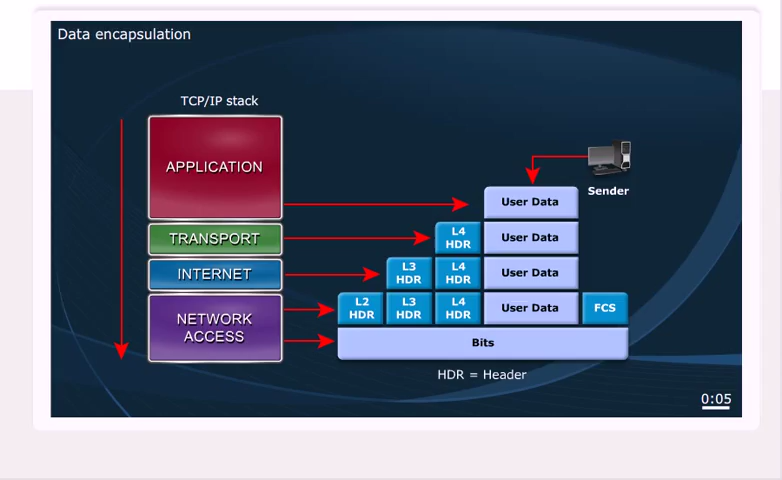 Data encapsulation
TCP/IP stack
APPLICATION
Sender
User Data
TRANSPORT
L4
HDR
User Data
INTERNET
L3
HDR
L4
HDR
User Data
NETWORK
ACCESS
L2
HDR
L3
HDR
L4
HDR
User Data
FCS
Bits
HDR = Header
0:05